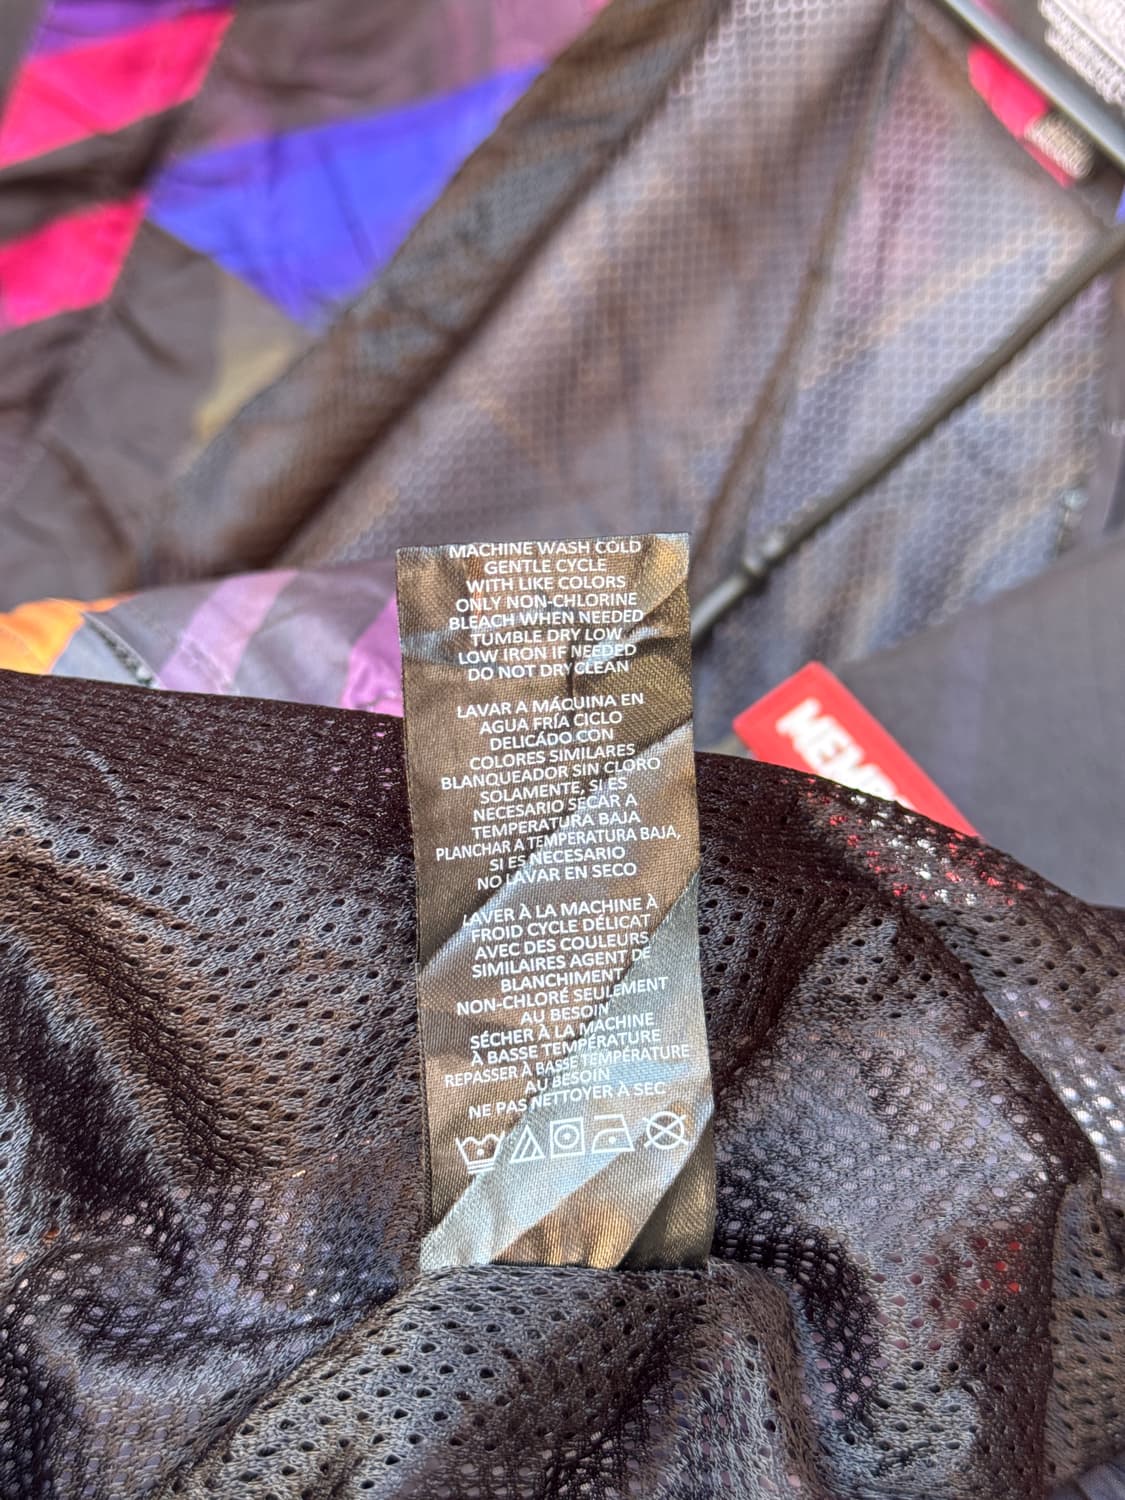 MACHINE WASH COLD
GENTLE CYCLE
WITH LIKE COLORS
ONLY NON-CHLORINE
BLEACH WHEN NEEDED
TUMBLE DRY LOW
LOW IRON IF NEEDED
DO NOT DRY CLEAN
LAVAR A MÁQUINA EN
AGUA FRÍA CICLO
DELICÁDO CON
COLORES SIMILARES
BLANQUEADOR SIN CLORO
SOLAMENTE, SI ES
NECESARIO SECAR A
TEMPERATURA BAJA
PLANCHAR A TEMPERATURA BAJA,
SI ES NECESARIO
NO LAVAR EN SECO
LAVER À LA MACHINE À
FROID CYCLE DÉLICAT
AVEC DES COULEURS
SIMILAIRES AGENT DE
BLANCHIMENT
NON-CHLORÉ SEULEMENT
AU BESOIN
SÉCHER À LA MACHINE
À BASSE TEMPÉRATURE
REPASSER À BASSE TEMPÉRATURE
AU BESOIN
NE PAS NETTOYER À SEC